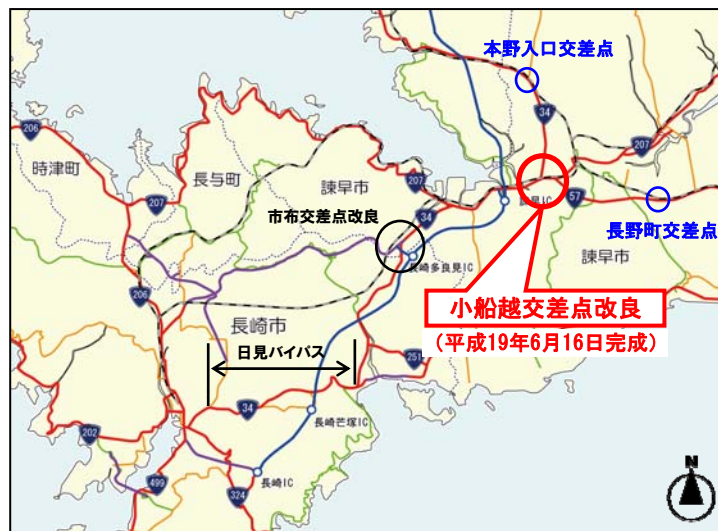 本野入口交差点
206
34
207
時津町
長与町
諫早市
207
207
34
57
市布交差点改良
長野町交差点
諫早市
長崎多良見IC
206
小船越交差点改良
(平成19年6月16日完成)
長崎市
日見バイパス
251
34
長崎芒塚IC
202
長崎IC
499
324
N